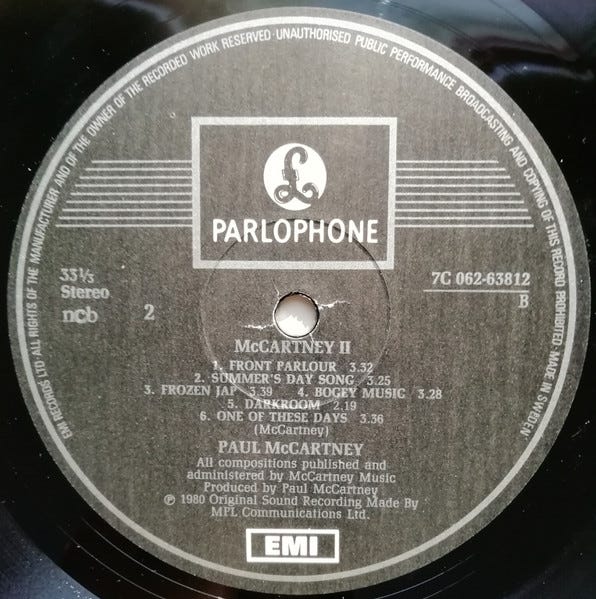 EMI RECORDS LTD · ALL RIGHTS OF THE MANUFACTURER AND OF THE OWNER OF THE RECORDED WORK RESERVED · UNAUTHORISED PUBLIC PERFORMANCE BROADCASTING AND COPYING OF THIS RECORD PROHIBITED · MADE IN SWEDEN
£
PARLOPHONE
33⅓
Stereo
ncb
2
7C 062-63812
B
McCARTNEY II
1. FRONT PARLOUR 3.32
2. SUMMER'S DAY SONG 3.25
3. FROZEN JAP 3.39 4. BOGEY MUSIC 3.28
5. DARKROOM 2.19
6. ONE OF THESE DAYS 3.36
(McCartney)
PAUL McCARTNEY
All compositions published and
administered by McCartney Music
Produced by Paul McCartney
℗ 1980 Original Sound Recording Made By
MPL Communications Ltd.
EMI